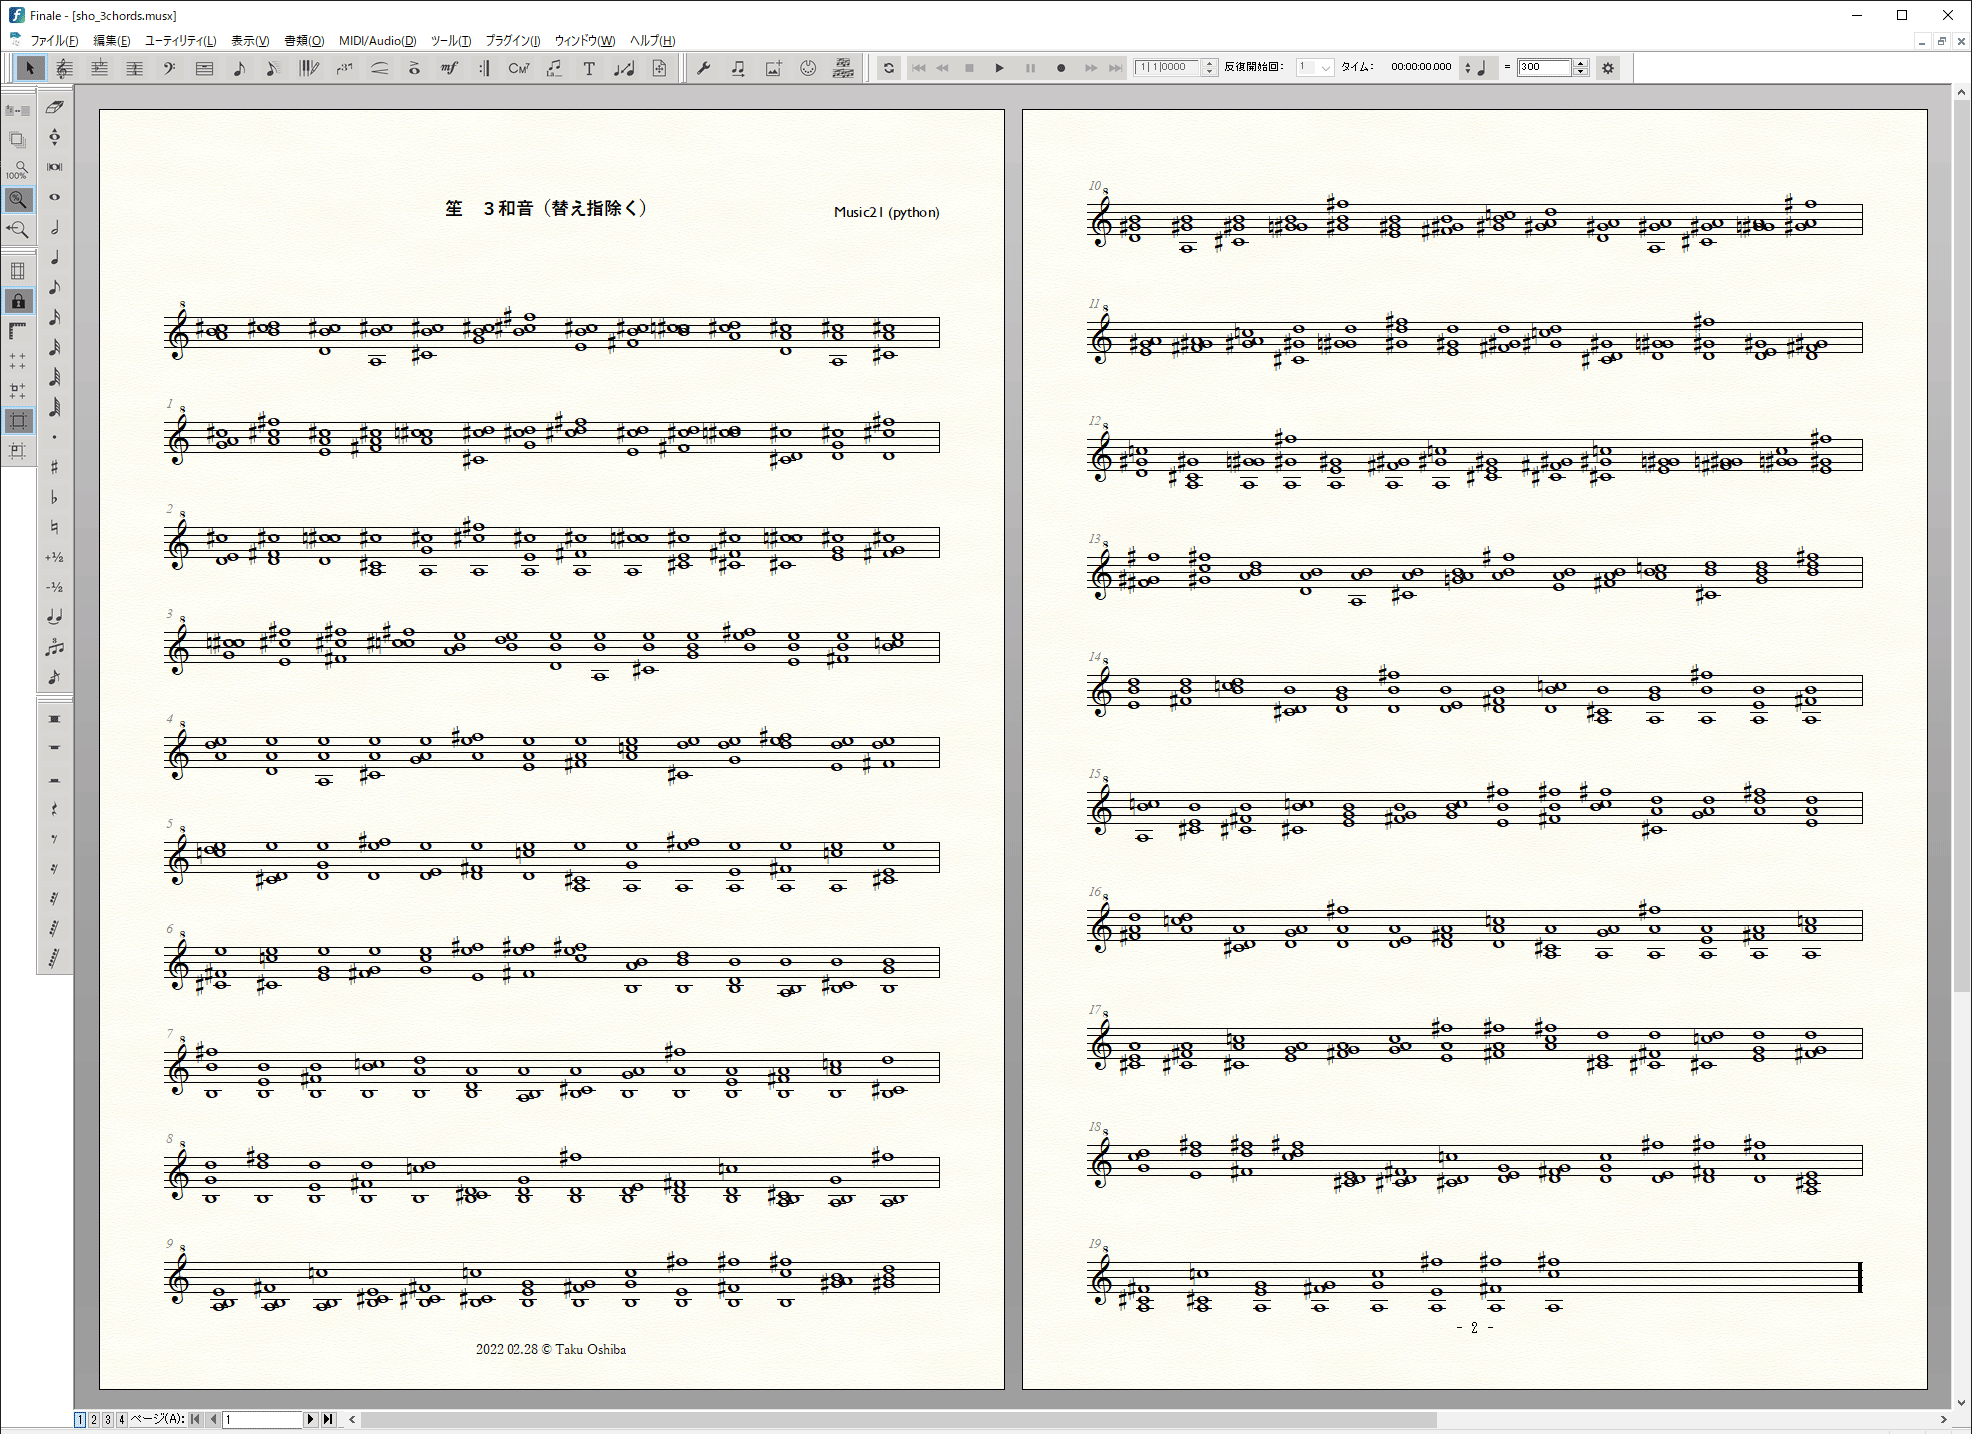 Finale - [sho_3chords.musx]
ファイル(F) 編集(E) ユーティリティ(L) 表示(V) 書類(O) MIDI/Audio(D) ツール(T) プラグイン(I) ウィンドウ(W) ヘルプ(H)
1| 1|0000 反復開始回: 1 タイム: 00:00:00.000 = 300
100%
+½
-½
笙　３和音（替え指除く）
Music21 (python)
1
2
3
4
5
6
7
8
9
2022 02.28 © Taku Oshiba
10
11
12
13
14
15
16
17
18
19
- 2 -
1 2 3 4 ページ(A): 1